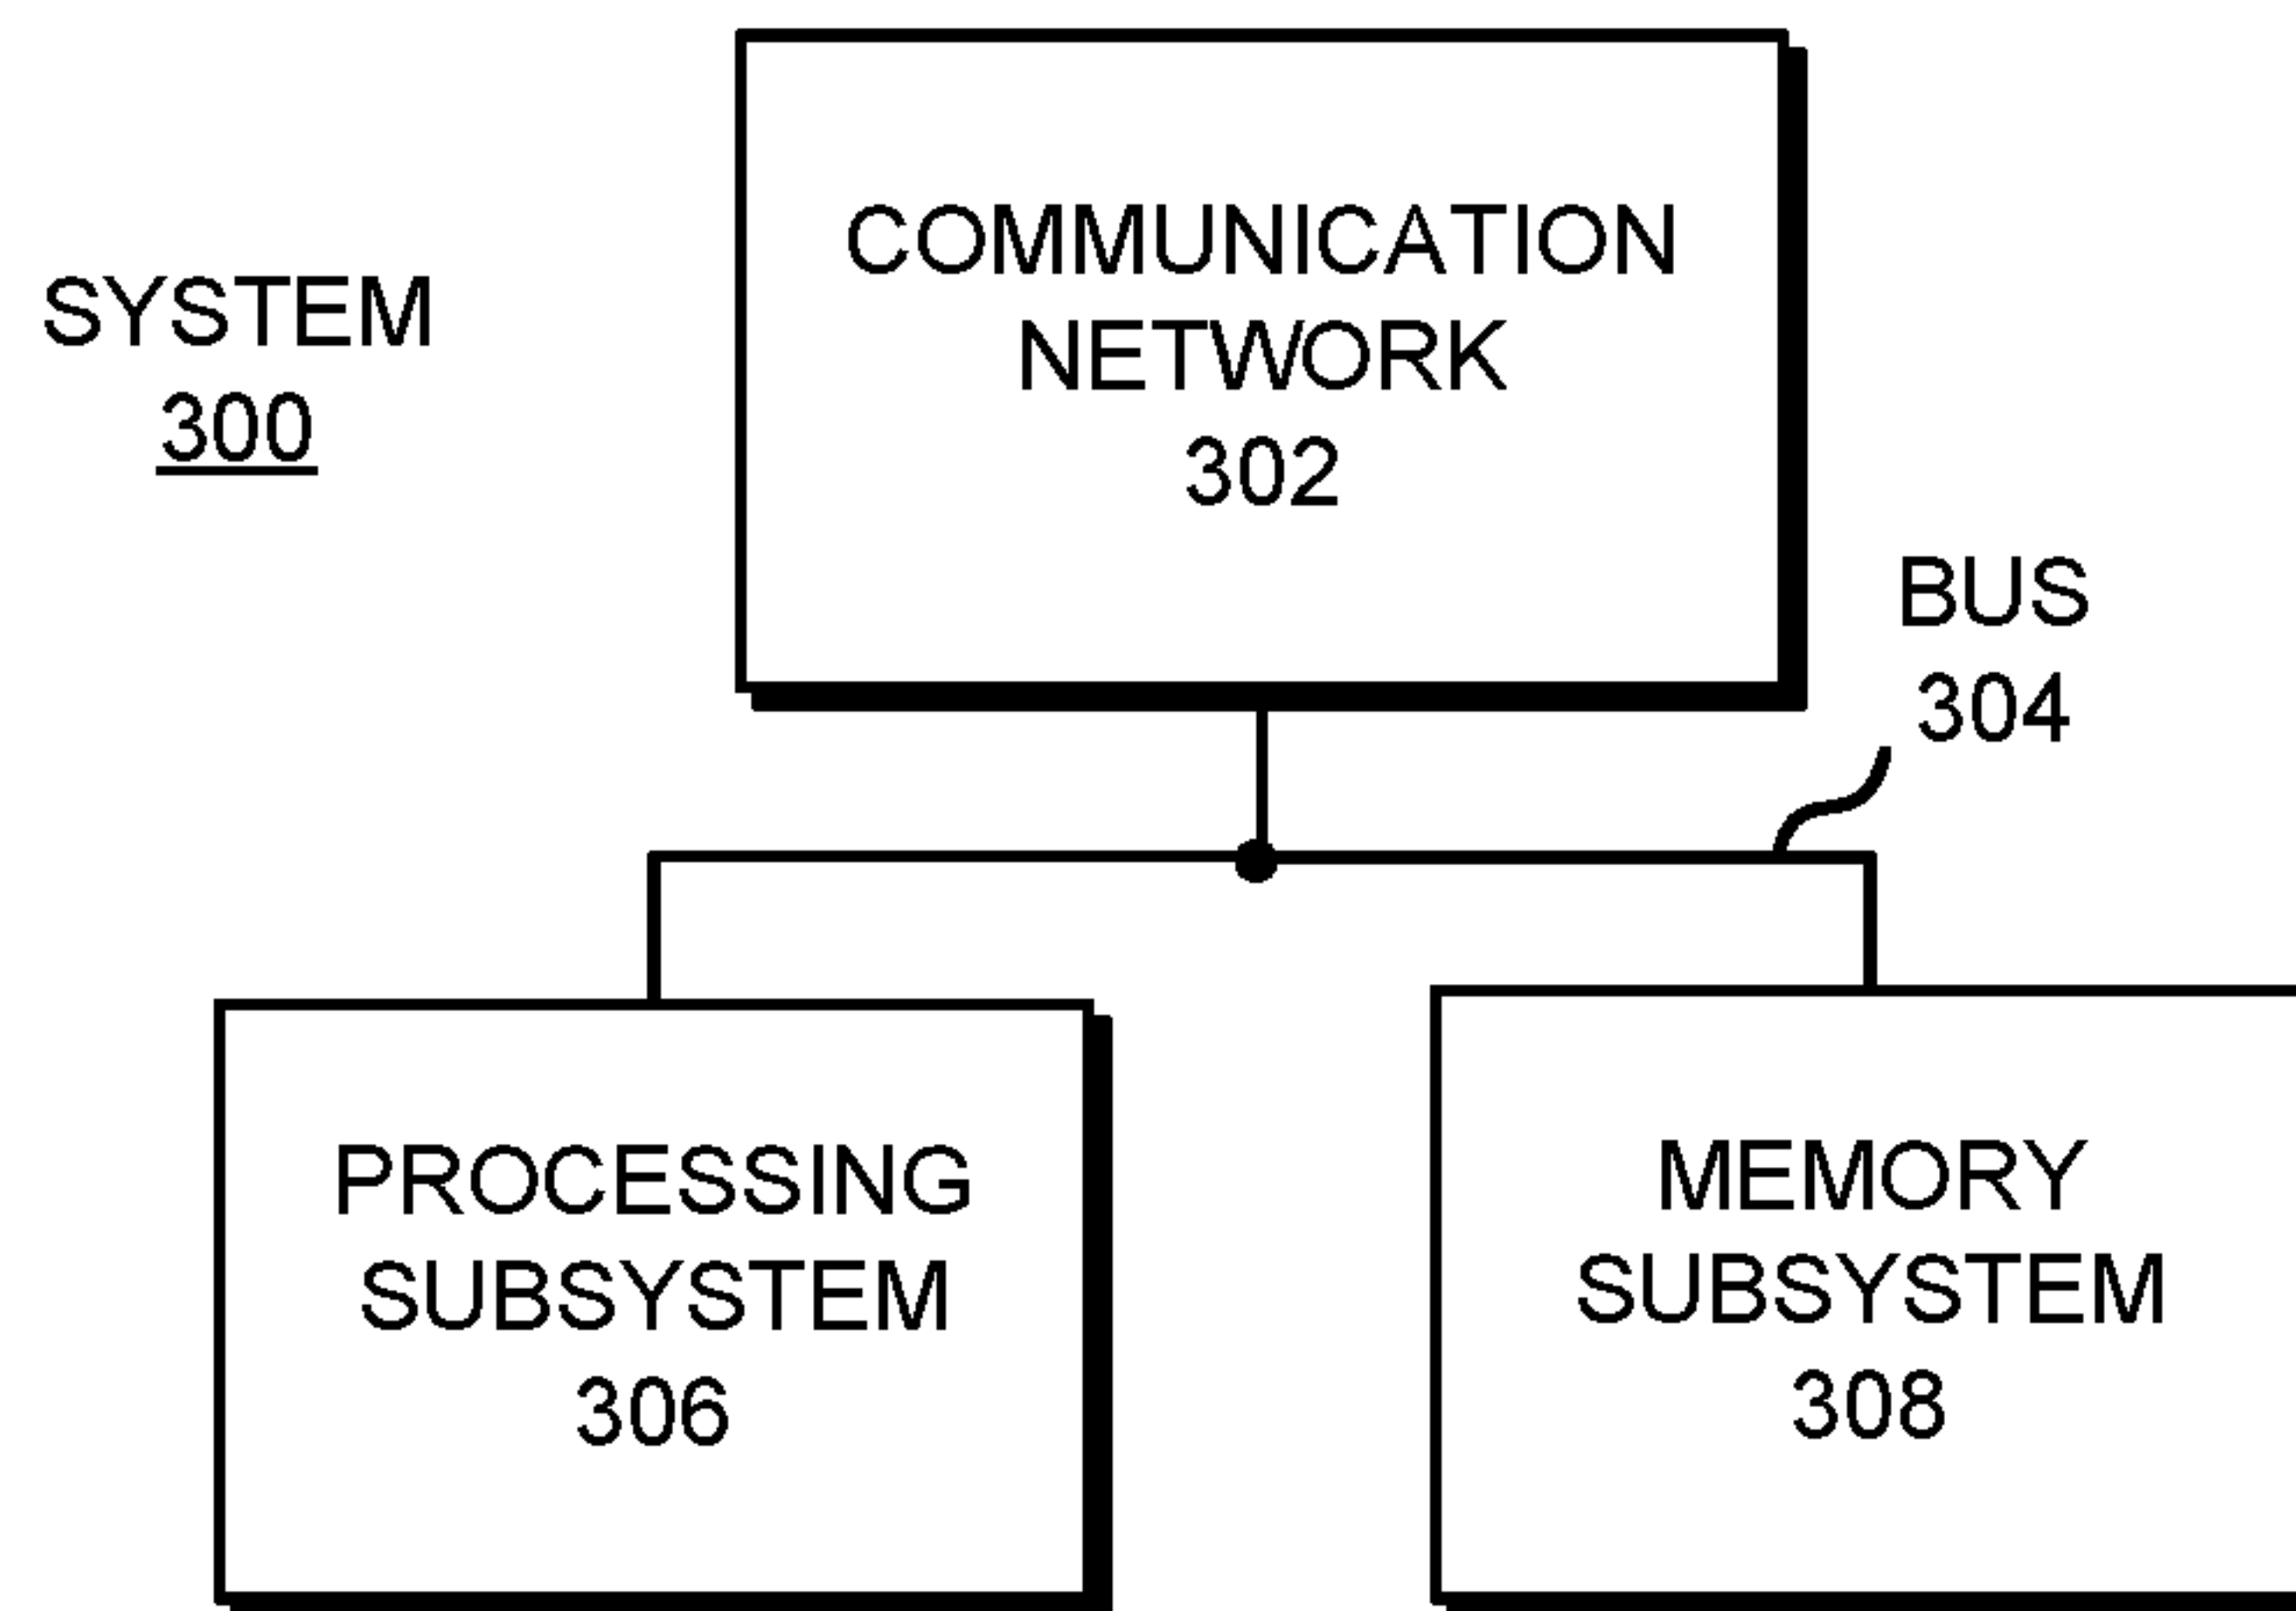 SYSTEM
300
COMMUNICATION
NETWORK
302
BUS
304
PROCESSING
SUBSYSTEM
306
MEMORY
SUBSYSTEM
308